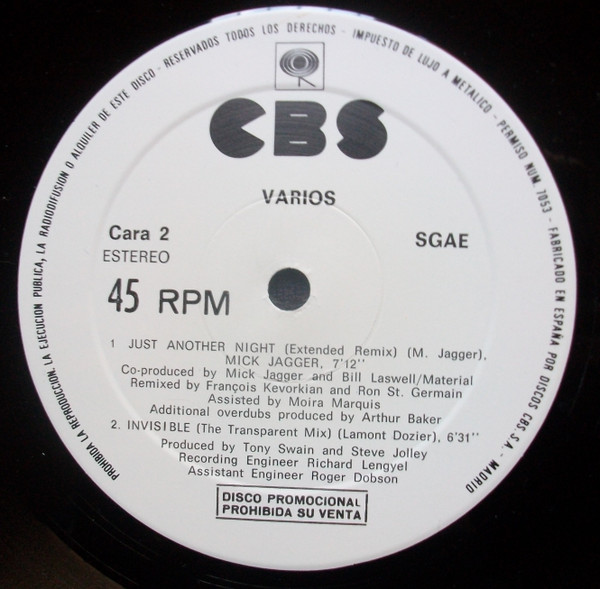 PROHIBIDA LA REPRODUCCION, LA EJECUCION PUBLICA, LA RADIODIFUSION O ALQUILER DE ESTE DISCO - RESERVADOS TODOS LOS DERECHOS - IMPUESTO DE LUJO A METALICO - PERMISO NUM. 7053 - FABRICADO EN ESPAÑA POR DISCOS CBS. S.A. - MADRID
CBS
VARIOS
Cara 2
SGAE
ESTEREO
45 RPM
1 JUST ANOTHER NIGHT (Extended Remix) (M. Jagger).
MICK JAGGER, 7'12''
Co-produced by Mick Jagger and Bill Laswell/Material
Remixed by François Kevorkian and Ron St. Germain
Assisted by Moira Marquis
Additional overdubs produced by Arthur Baker
2. INVISIBLE (The Transparent Mix) (Lamont Dozier), 6'31''
Produced by Tony Swain and Steve Jolley
Recording Engineer Richard Lengyel
Assistant Engineer Roger Dobson
DISCO PROMOCIONAL
PROHIBIDA SU VENTA